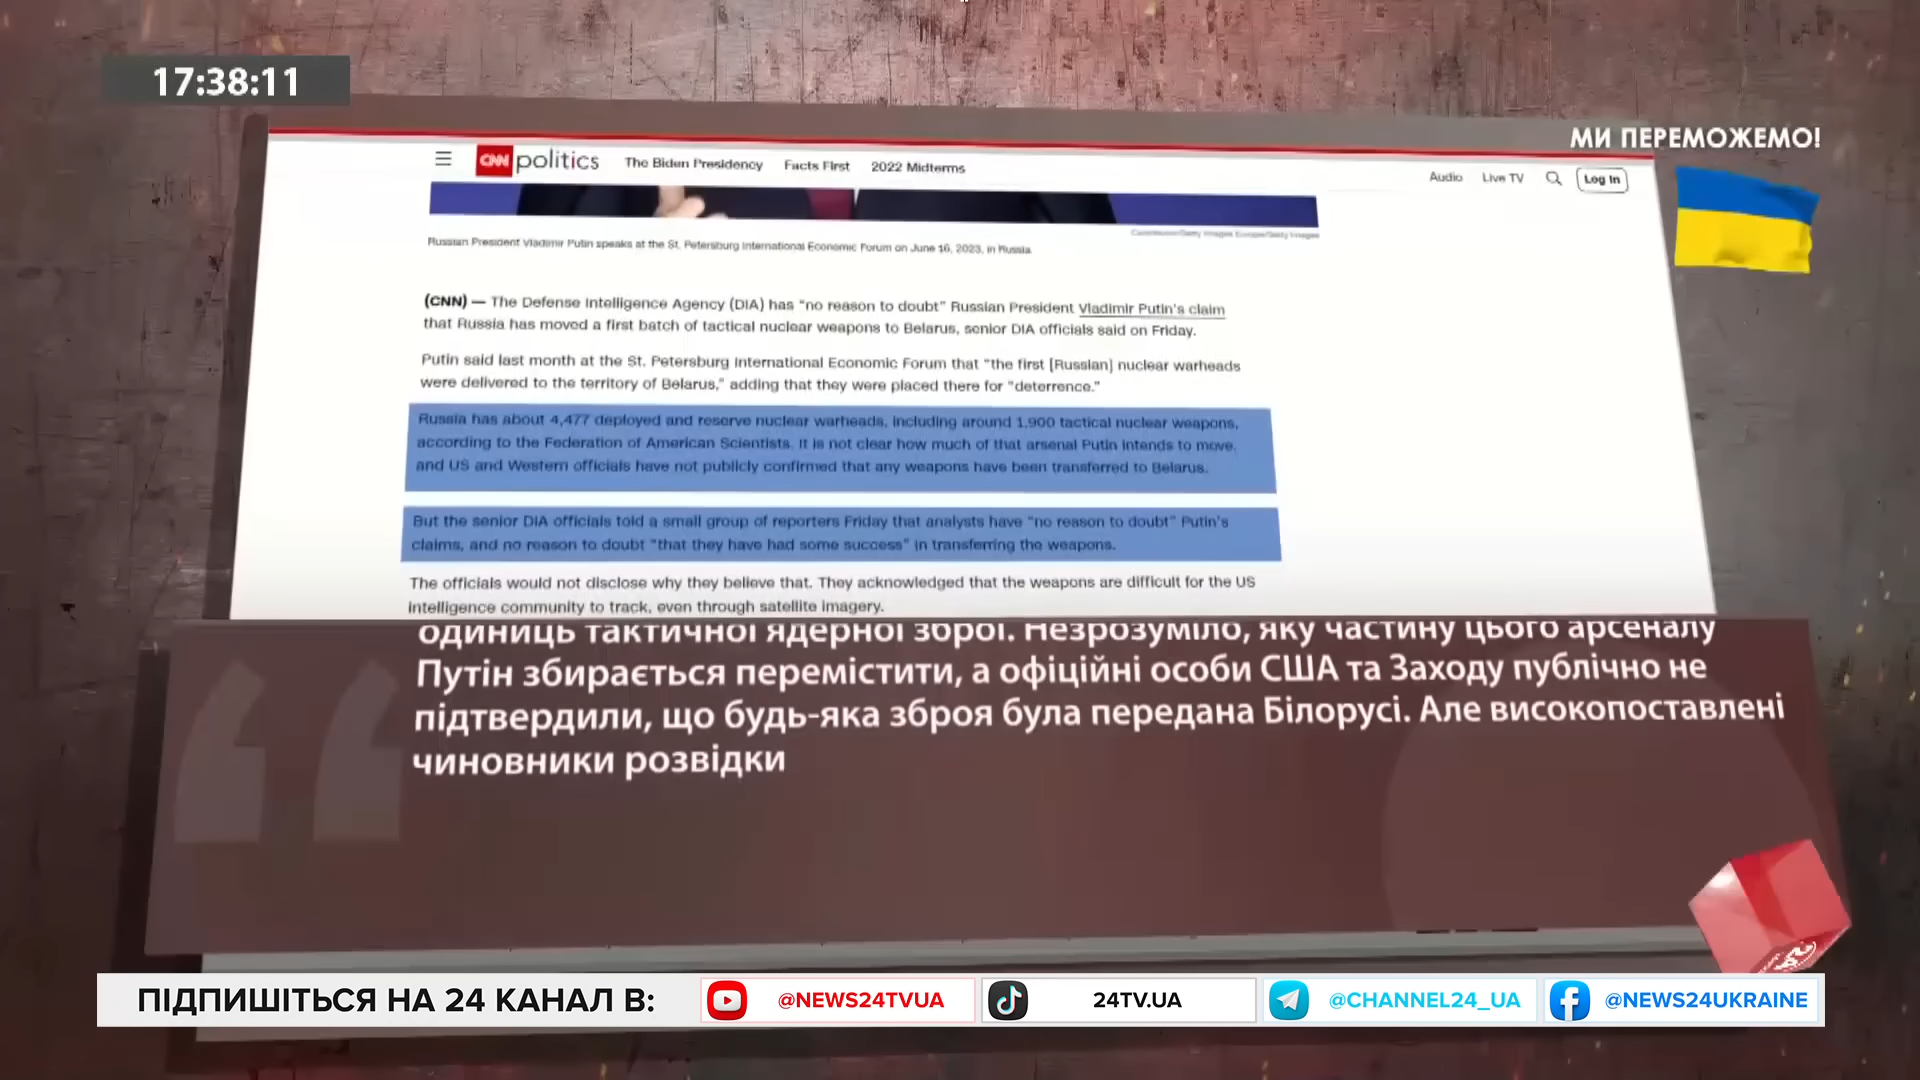 17:38:11
МИ ПЕРЕМОЖЕМО!
CNN politics The Biden Presidency Facts First 2022 Midterms
Audio Live TV Log In
Russian President Vladimir Putin speaks at the St. Petersburg International Economic Forum on June 16, 2023, in Russia.
(CNN) — The Defense Intelligence Agency (DIA) has "no reason to doubt" Russian President Vladimir Putin's claim
that Russia has moved a first batch of tactical nuclear weapons to Belarus, senior DIA officials said on Friday.
Putin said last month at the St. Petersburg International Economic Forum that "the first [Russian] nuclear warheads
were delivered to the territory of Belarus," adding that they were placed there for "deterrence."
Russia has about 4,477 deployed and reserve nuclear warheads, including around 1,900 tactical nuclear weapons,
according to the Federation of American Scientists. It is not clear how much of that arsenal Putin intends to move,
and US and Western officials have not publicly confirmed that any weapons have been transferred to Belarus.
But the senior DIA officials told a small group of reporters Friday that analysts have "no reason to doubt" Putin's
claims, and no reason to doubt "that they have had some success" in transferring the weapons.
The officials would not disclose why they believe that. They acknowledged that the weapons are difficult for the US
intelligence community to track, even through satellite imagery.
одиниць тактичної ядерної зброї. Незрозуміло, яку частину цього арсеналу
Путін збирається перемістити, а офіційні особи США та Заходу публічно не
підтвердили, що будь-яка зброя була передана Білорусі. Але високопоставлені
чиновники розвідки
ПІДПИШІТЬСЯ НА 24 КАНАЛ В: @NEWS24TVUA 24TV.UA @CHANNEL24_UA @NEWS24UKRAINE